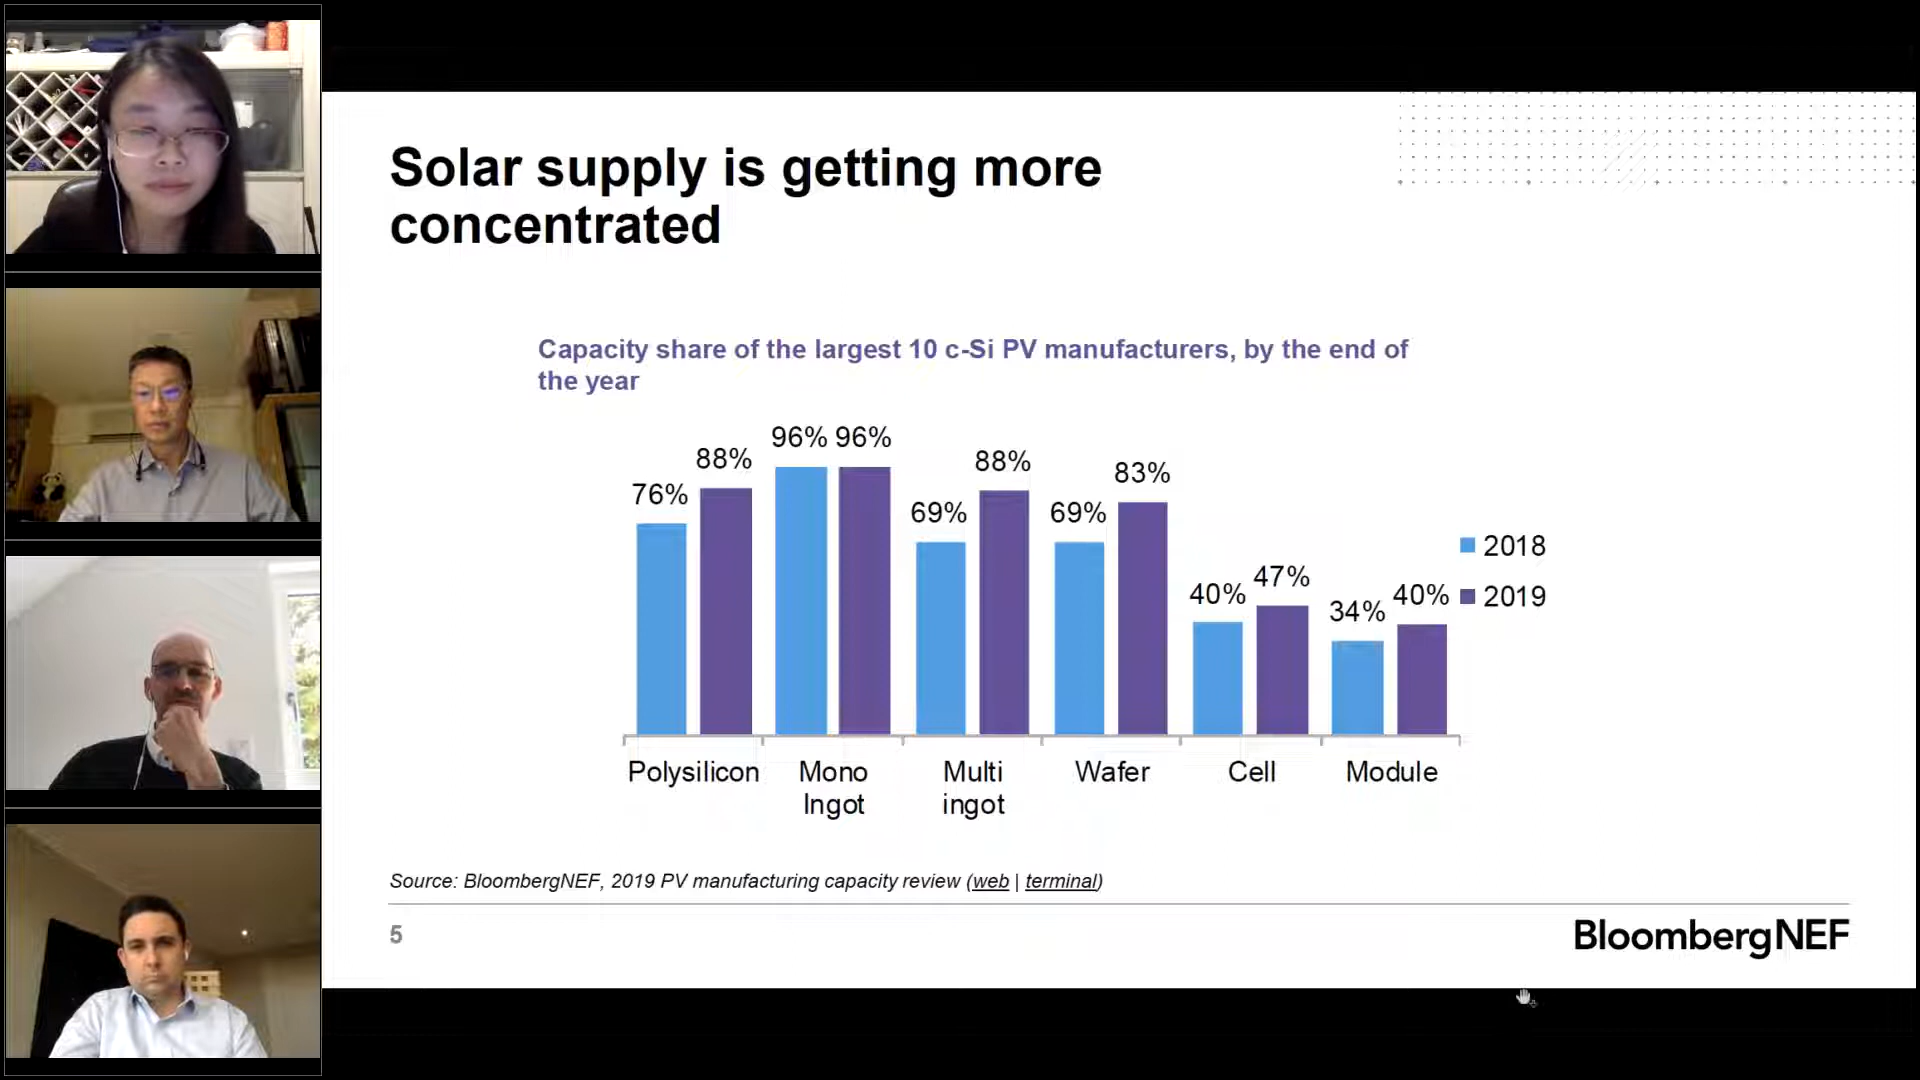 Solar supply is getting more
concentrated
Capacity share of the largest 10 c-Si PV manufacturers, by the end of
the year
76% 88% 96% 96% 69% 88% 69% 83% 40% 47% 34% 40%
2018
2019
Polysilicon Mono Ingot Multi ingot Wafer Cell Module
Source: BloombergNEF, 2019 PV manufacturing capacity review (web | terminal)
5
BloombergNEF